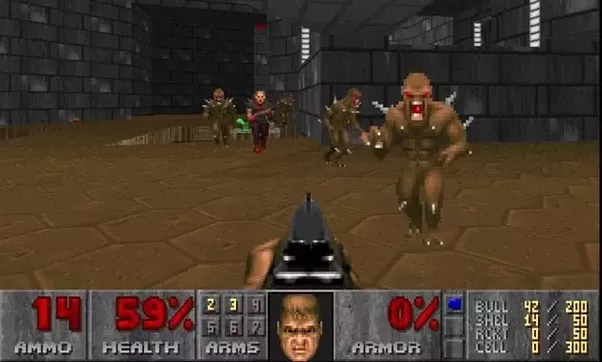 14 59% 2 3 4 0% BULL 42 / 200
5 6 7 SHEL 14 / 50
RCKT 0 / 50
AMMO HEALTH ARMS ARMOR CELL 0 / 300